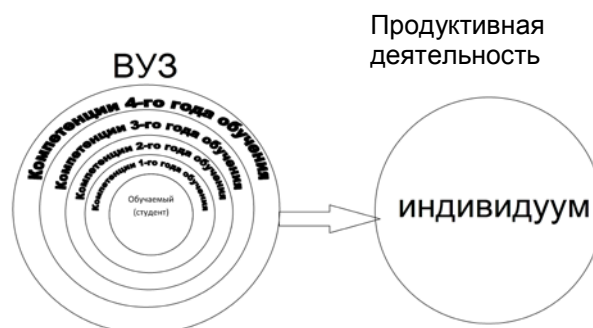 Продуктивная
деятельность
ВУЗ
Компетенции 4-го года обучения
Компетенции 3-го года обучения
Компетенции 2-го года обучения
Компетенции 1-го года обучения
Обучаемый
(студент)
индивидуум